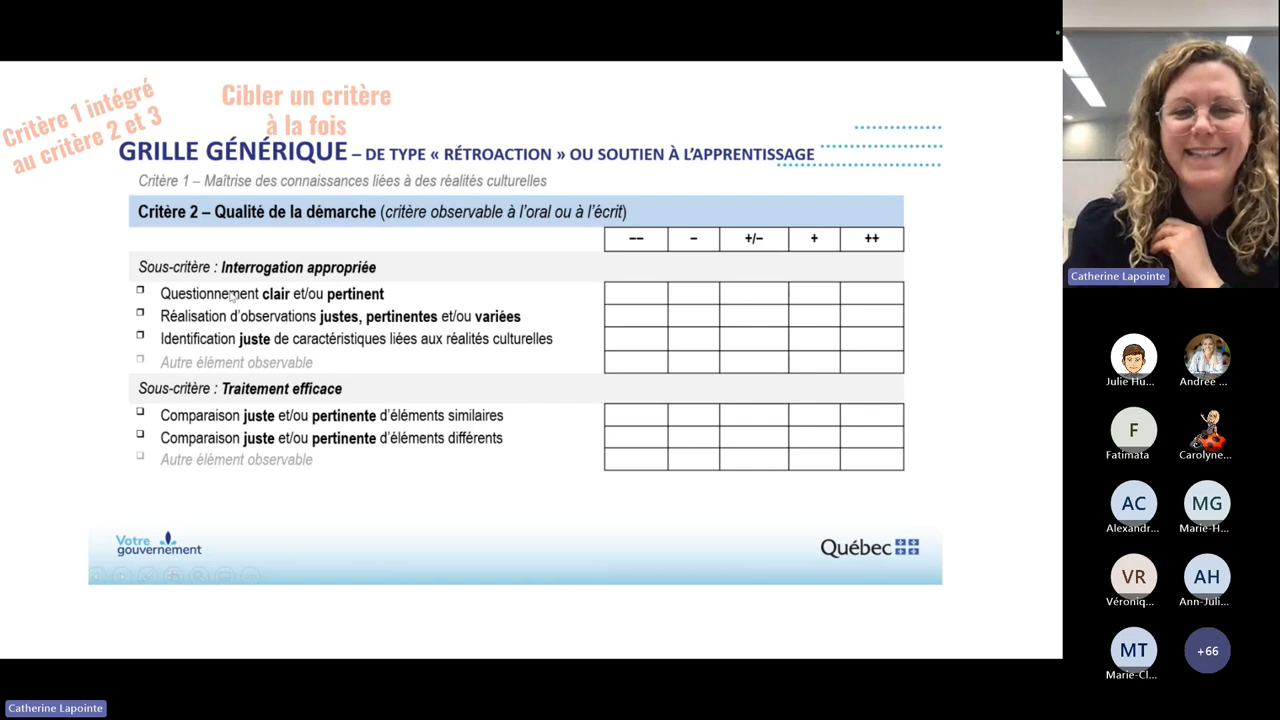 Critère 1 intégré
au critère 2 et 3
Cibler un critère
à la fois
GRILLE GÉNÉRIQUE – DE TYPE « RÉTROACTION » OU SOUTIEN À L'APPRENTISSAGE
Critère 1 – Maîtrise des connaissances liées à des réalités culturelles
Critère 2 – Qualité de la démarche (critère observable à l'oral ou à l'écrit)
–– – +/– + ++
Sous-critère : Interrogation appropriée
Questionnement clair et/ou pertinent
Réalisation d'observations justes, pertinentes et/ou variées
Identification juste de caractéristiques liées aux réalités culturelles
Autre élément observable
Sous-critère : Traitement efficace
Comparaison juste et/ou pertinente d'éléments similaires
Comparaison juste et/ou pertinente d'éléments différents
Autre élément observable
Votre
gouvernement
Québec
Catherine Lapointe
Julie Hu...
Andrée ...
F
Fatimata
Carolyne...
AC
Alexandr...
MG
Marie-H...
VR
Véroniq...
AH
Ann-Juli...
MT
Marie-Cl...
+66
Catherine Lapointe